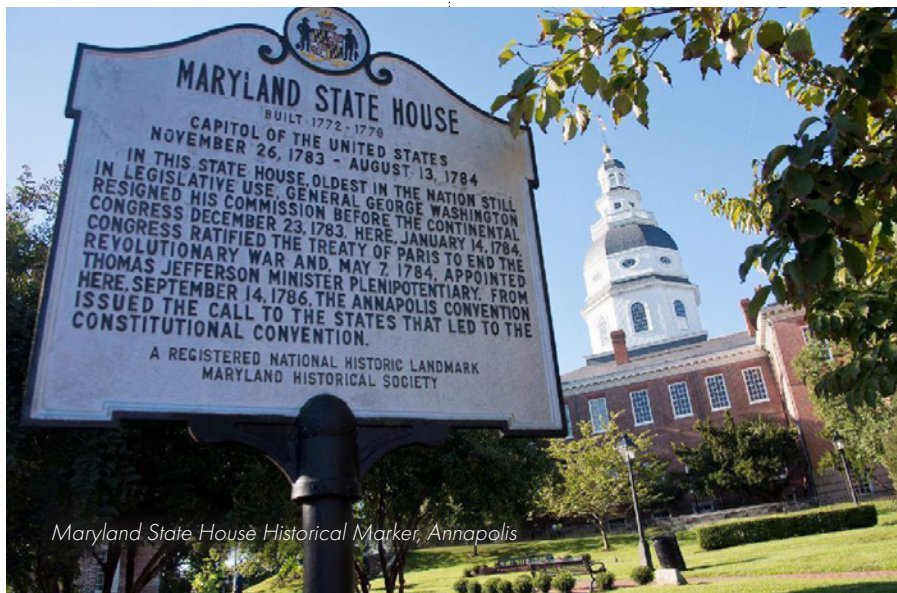 MARYLAND STATE HOUSE
(BUILT 1772-1779
CAPITOL OF THE UNITED STATES
NOVEMBER 26, 1783 - AUGUST 13, 1784
IN THIS STATE HOUSE, OLDEST IN THE NATION STILL
IN LEGISLATIVE USE, GENERAL GEORGE WASHINGTON
RESIGNED HIS COMMISSION BEFORE THE CONTINENTAL
CONGRESS DECEMBER 23, 1783. HERE, JANUARY 14, 1784,
CONGRESS RATIFIED THE TREATY OF PARIS TO END THE
REVOLUTIONARY WAR AND, MAY 7, 1784, APPOINTED
THOMAS JEFFERSON MINISTER PLENIPOTENTIARY. FROM
HERE, SEPTEMBER 14, 1786, THE ANNAPOLIS CONVENTION
ISSUED THE CALL TO THE STATES THAT LED TO THE
CONSTITUTIONAL CONVENTION.
A REGISTERED NATIONAL HISTORIC LANDMARK
MARYLAND HISTORICAL SOCIETY
Maryland State House Historical Marker, Annapolis